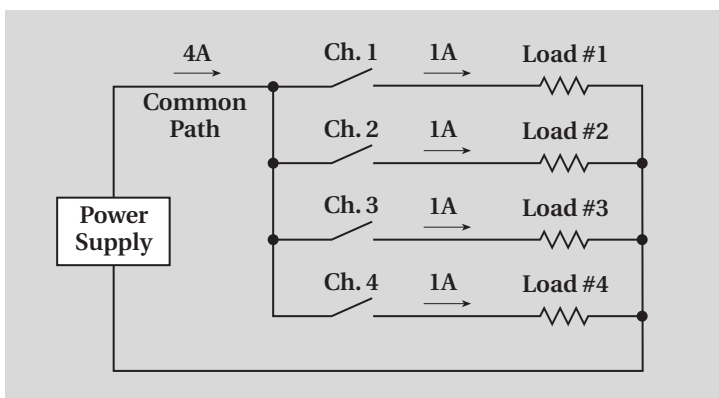 4A
Common
Path
Ch. 1
1A
Load #1
Ch. 2
1A
Load #2
Ch. 3
1A
Load #3
Ch. 4
1A
Load #4
Power
Supply